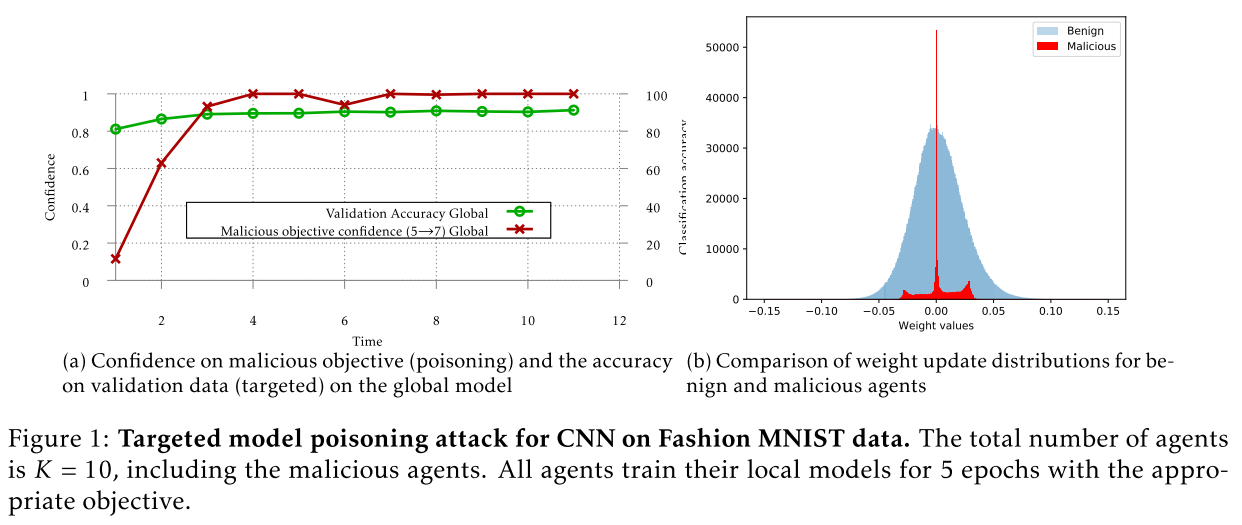 1
0.8
0.6
0.4
0.2
0
Confidence
100
80
60
40
20
0
Classification accuracy
Validation Accuracy Global
Malicious objective confidence (5→7) Global
2
4
6
8
10
12
Time
50000
40000
30000
20000
10000
0
Benign
Malicious
−0.15
−0.10
−0.05
0.00
0.05
0.10
0.15
Weight values
(a) Confidence on malicious objective (poisoning) and the accuracy
on validation data (targeted) on the global model
(b) Comparison of weight update distributions for be-
nign and malicious agents
Figure 1: Targeted model poisoning attack for CNN on Fashion MNIST data. The total number of agents
is K = 10, including the malicious agents. All agents train their local models for 5 epochs with the appro-
priate objective.